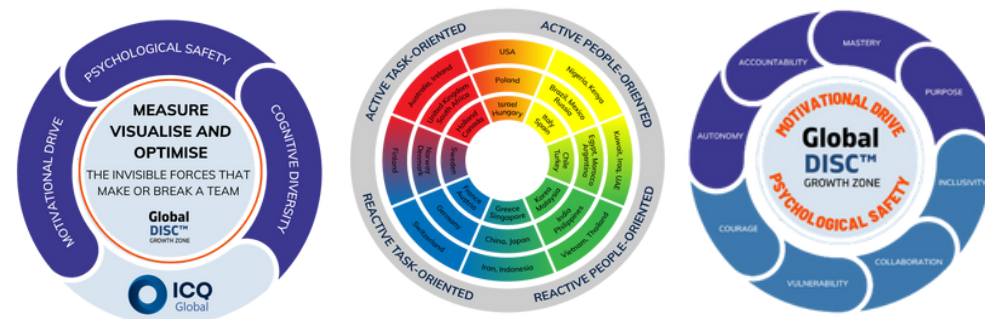 PSYCHOLOGICAL SAFETY
MOTIVATIONAL DRIVE
COGNITIVE DIVERSITY
MEASURE
VISUALISE AND
OPTIMISE
THE INVISIBLE FORCES THAT
MAKE OR BREAK A TEAM
Global
DISC™
GROWTH ZONE
ICQ
Global
ACTIVE TASK-ORIENTED
ACTIVE PEOPLE-ORIENTED
REACTIVE TASK-ORIENTED
REACTIVE PEOPLE-ORIENTED
USA
Poland
Israel
Hungary
Nigeria, Kenya
Brazil, Mexico
Russia
Italy
Spain
Kuwait, Iraq, UAE
Egypt, Morocco
Argentina
Chile
Turkey
Vietnam, Thailand
India
Philippines
Korea
Malaysia
Iran, Indonesia
China, Japan
Greece
Singapore
Switzerland
Germany
France
Austria
Finland
Norway
Denmark
Sweden
Australia, Ireland
United Kingdom
South Africa
Holland
Canada
MASTERY
ACCOUNTABILITY
PURPOSE
AUTONOMY
INCLUSIVITY
COURAGE
COLLABORATION
VULNERABILITY
MOTIVATIONAL DRIVE
Global
DISC™
GROWTH ZONE
PSYCHOLOGICAL SAFETY